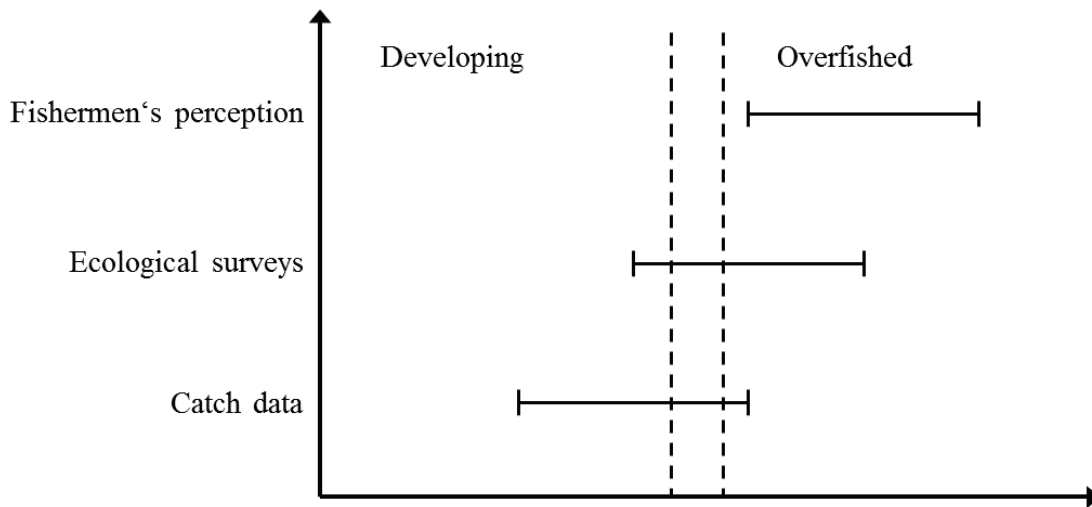 Developing
Overfished
Fishermen‘s perception
Ecological surveys
Catch data